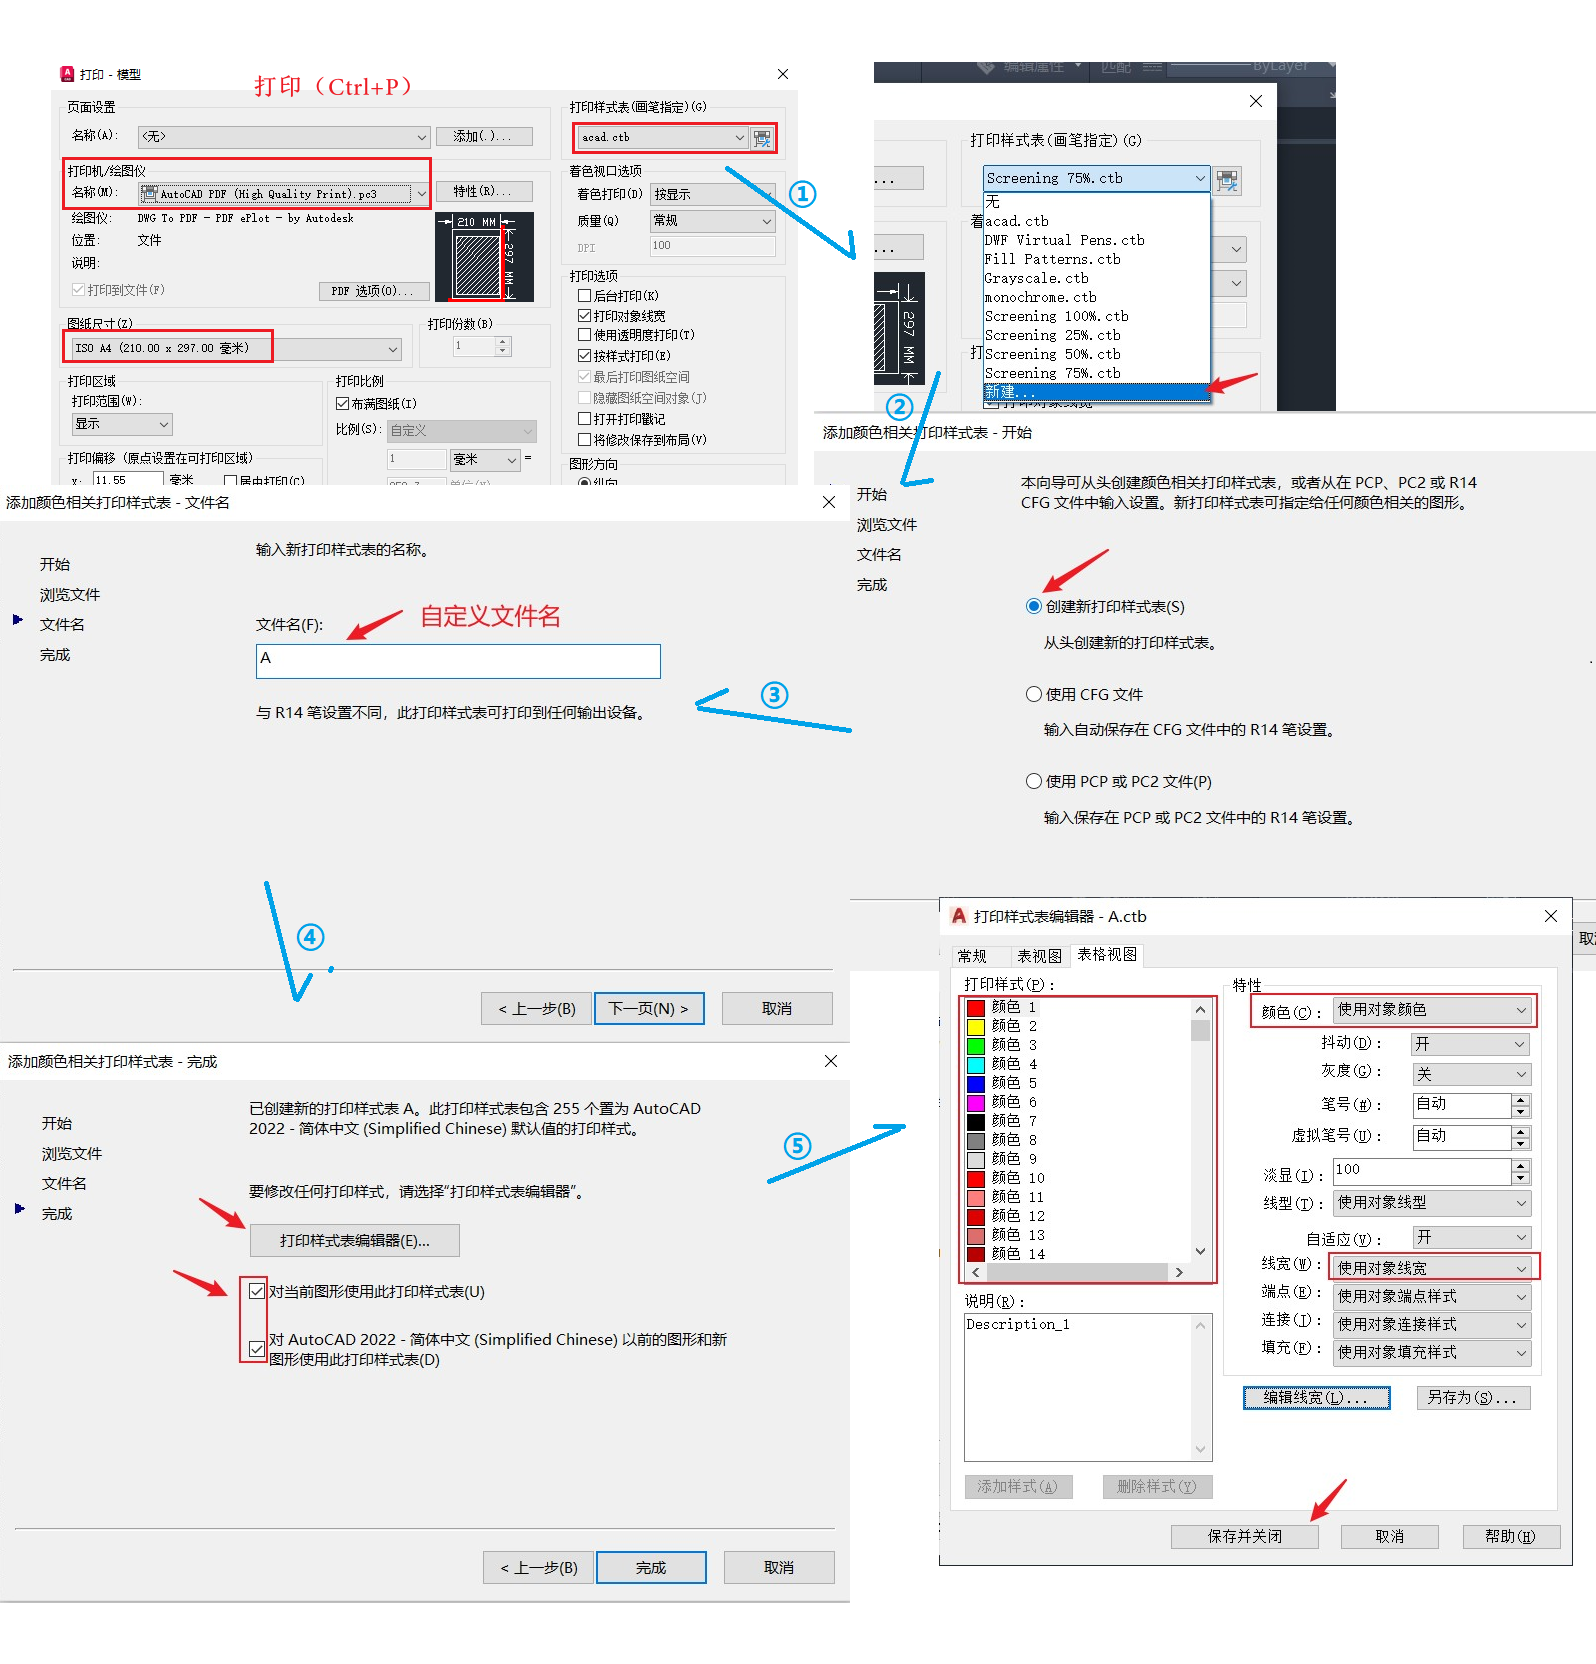 打印 - 模型
打印（Ctrl+P）
页面设置
名称(A):
<无>
添加(.)...
打印机/绘图仪
名称(M):
AutoCAD PDF (High Quality Print).pc3
特性(R)...
绘图仪:
DWG To PDF - PDF ePlot - by Autodesk
位置:
文件
说明:
打印到文件(F)
PDF 选项(O)...
210 MM
297 MM
图纸尺寸(Z)
ISO A4 (210.00 x 297.00 毫米)
打印份数(B)
1
打印区域
打印范围(W):
显示
打印比例
布满图纸(I)
比例(S):
自定义
1
毫米
=
打印偏移（原点设置在可打印区域）
X:
11.55
毫米
居中打印(C)
打印样式表(画笔指定)(G)
acad.ctb
着色视口选项
着色打印(D)
按显示
质量(Q)
常规
DPI
100
打印选项
后台打印(K)
打印对象线宽
使用透明度打印(T)
按样式打印(E)
最后打印图纸空间
隐藏图纸空间对象(J)
打开打印戳记
将修改保存到布局(V)
图形方向
纵向
①
编辑属性
匹配
ByLayer
打印样式表(画笔指定)(G)
Screening 75%.ctb
...
无
acad.ctb
DWF Virtual Pens.ctb
Fill Patterns.ctb
Grayscale.ctb
monochrome.ctb
Screening 100%.ctb
Screening 25%.ctb
Screening 50%.ctb
Screening 75%.ctb
新建...
打印对象线宽
...
297 MM
②
添加颜色相关打印样式表 - 开始
开始
浏览文件
文件名
完成
本向导可从头创建颜色相关打印样式表，或者从在 PCP、PC2 或 R14
CFG 文件中输入设置。新打印样式表可指定给任何颜色相关的图形。
创建新打印样式表(S)
从头创建新的打印样式表。
使用 CFG 文件
输入自动保存在 CFG 文件中的 R14 笔设置。
使用 PCP 或 PC2 文件(P)
输入保存在 PCP 或 PC2 文件中的 R14 笔设置。
③
添加颜色相关打印样式表 - 文件名
开始
浏览文件
文件名
完成
输入新打印样式表的名称。
文件名(F):
自定义文件名
A
与 R14 笔设置不同，此打印样式表可打印到任何输出设备。
④
< 上一步(B)
下一页(N) >
取消
添加颜色相关打印样式表 - 完成
开始
浏览文件
文件名
完成
已创建新的打印样式表 A。此打印样式表包含 255 个置为 AutoCAD
2022 - 简体中文 (Simplified Chinese) 默认值的打印样式。
要修改任何打印样式，请选择“打印样式表编辑器”。
打印样式表编辑器(E)...
对当前图形使用此打印样式表(U)
对 AutoCAD 2022 - 简体中文 (Simplified Chinese) 以前的图形和新
图形使用此打印样式表(D)
< 上一步(B)
完成
取消
⑤
打印样式表编辑器 - A.ctb
常规
表视图
表格视图
打印样式(P):
颜色 1
颜色 2
颜色 3
颜色 4
颜色 5
颜色 6
颜色 7
颜色 8
颜色 9
颜色 10
颜色 11
颜色 12
颜色 13
颜色 14
说明(R):
Description_1
添加样式(A)
删除样式(Y)
特性
颜色(C):
使用对象颜色
抖动(D):
开
灰度(G):
关
笔号(#):
自动
虚拟笔号(U):
自动
淡显(I):
100
线型(T):
使用对象线型
自适应(V):
开
线宽(W):
使用对象线宽
端点(E):
使用对象端点样式
连接(J):
使用对象连接样式
填充(F):
使用对象填充样式
编辑线宽(L)...
另存为(S)...
保存并关闭
取消
帮助(H)